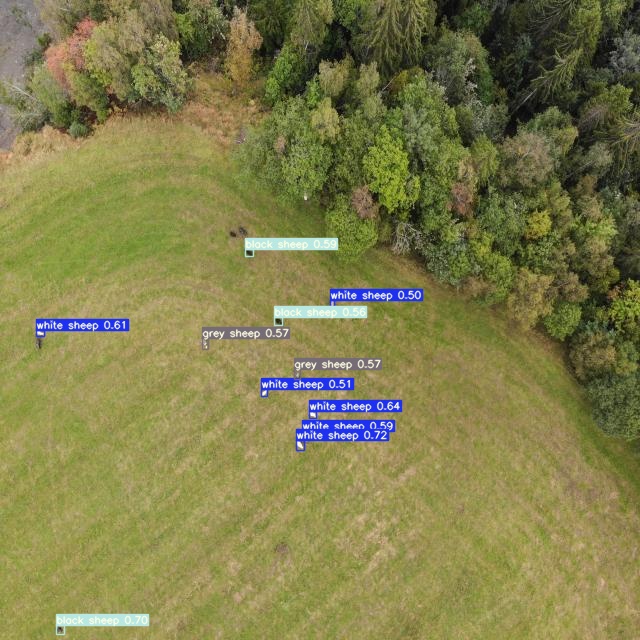 black sheep 0.59
white sheep 0.50
black sheep 0.56
white sheep 0.61
grey sheep 0.57
grey sheep 0.57
white sheep 0.51
white sheep 0.64
white sheep 0.59
white sheep 0.72
black sheep 0.70